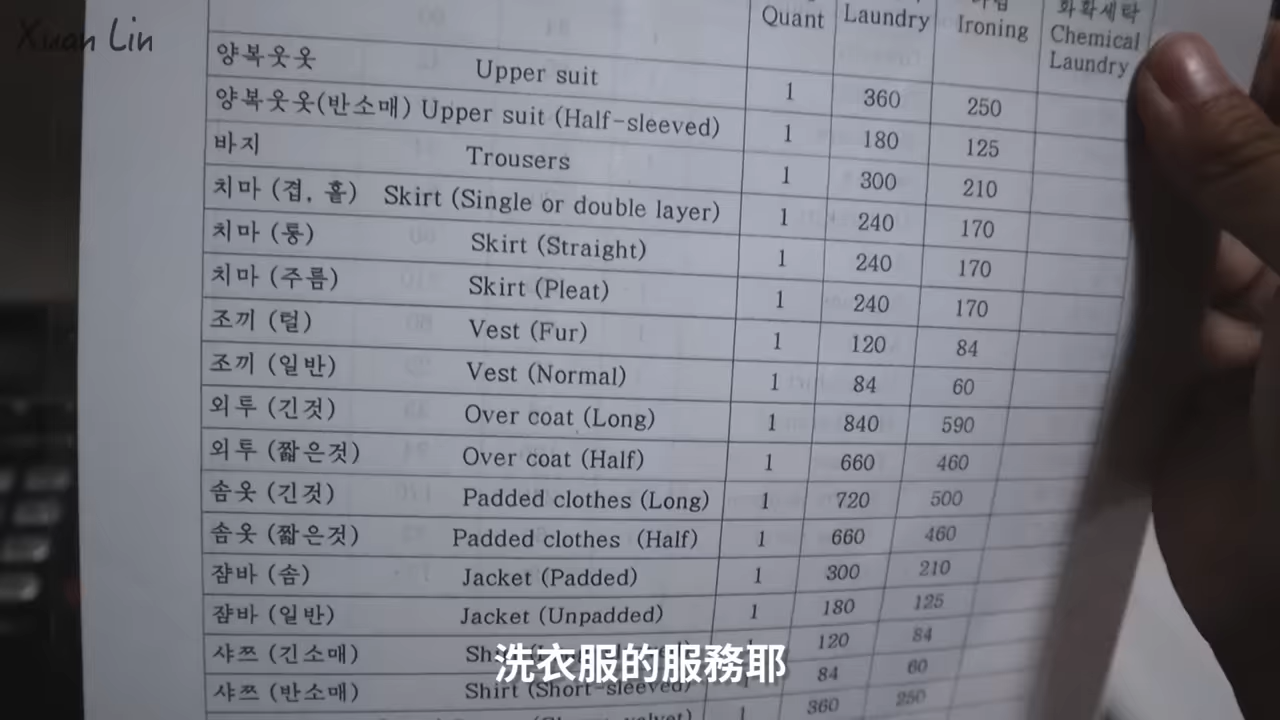 Xuan Lin
Quant Laundry Ironing 화학세탁 Chemical Laundry
양복웃옷 Upper suit 1 360 250
양복웃옷(반소매) Upper suit (Half-sleeved) 1 180 125
바지 Trousers 1 300 210
치마 (겹, 홑) Skirt (Single or double layer) 1 240 170
치마 (통) Skirt (Straight) 1 240 170
치마 (주름) Skirt (Pleat) 1 240 170
조끼 (털) Vest (Fur) 1 120 84
조끼 (일반) Vest (Normal) 1 84 60
외투 (긴것) Over coat (Long) 1 840 590
외투 (짧은것) Over coat (Half) 1 660 460
솜옷 (긴것) Padded clothes (Long) 1 720 500
솜옷 (짧은것) Padded clothes (Half) 1 660 460
쟘바 (솜) Jacket (Padded) 1 300 210
쟘바 (일반) Jacket (Unpadded) 1 180 125
샤쯔 (긴소매) 120 84
샤쯔 (반소매) Shirt (Short-sleeved) 1 84 60
1 360 250
洗衣服的服務耶